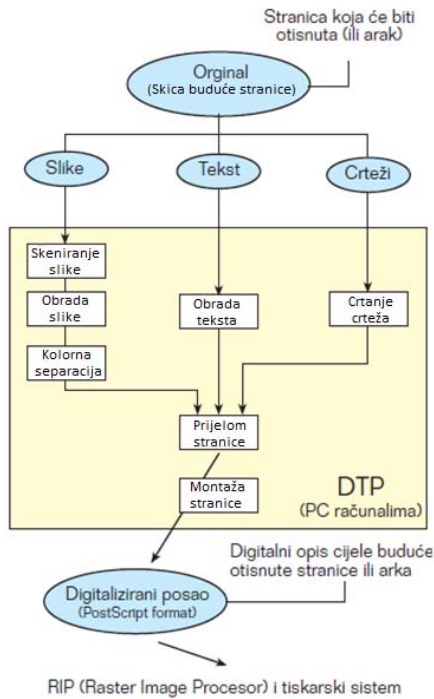 Stranica koja će biti
otisnuta (ili arak)
Orginal
(Skica buduće stranice)
Slike
Tekst
Crteži
Skeniranje
slike
Obrada
slike
Kolorna
separacija
Obrada
teksta
Crtanje
crteža
Prijelom
stranice
Montaža
stranice
DTP
(PC računalima)
Digitalni opis cijele buduće
otisnute stranice ili arka
Digitalizirani posao
(PostScript format)
RIP (Raster Image Procesor) i tiskarski sistem